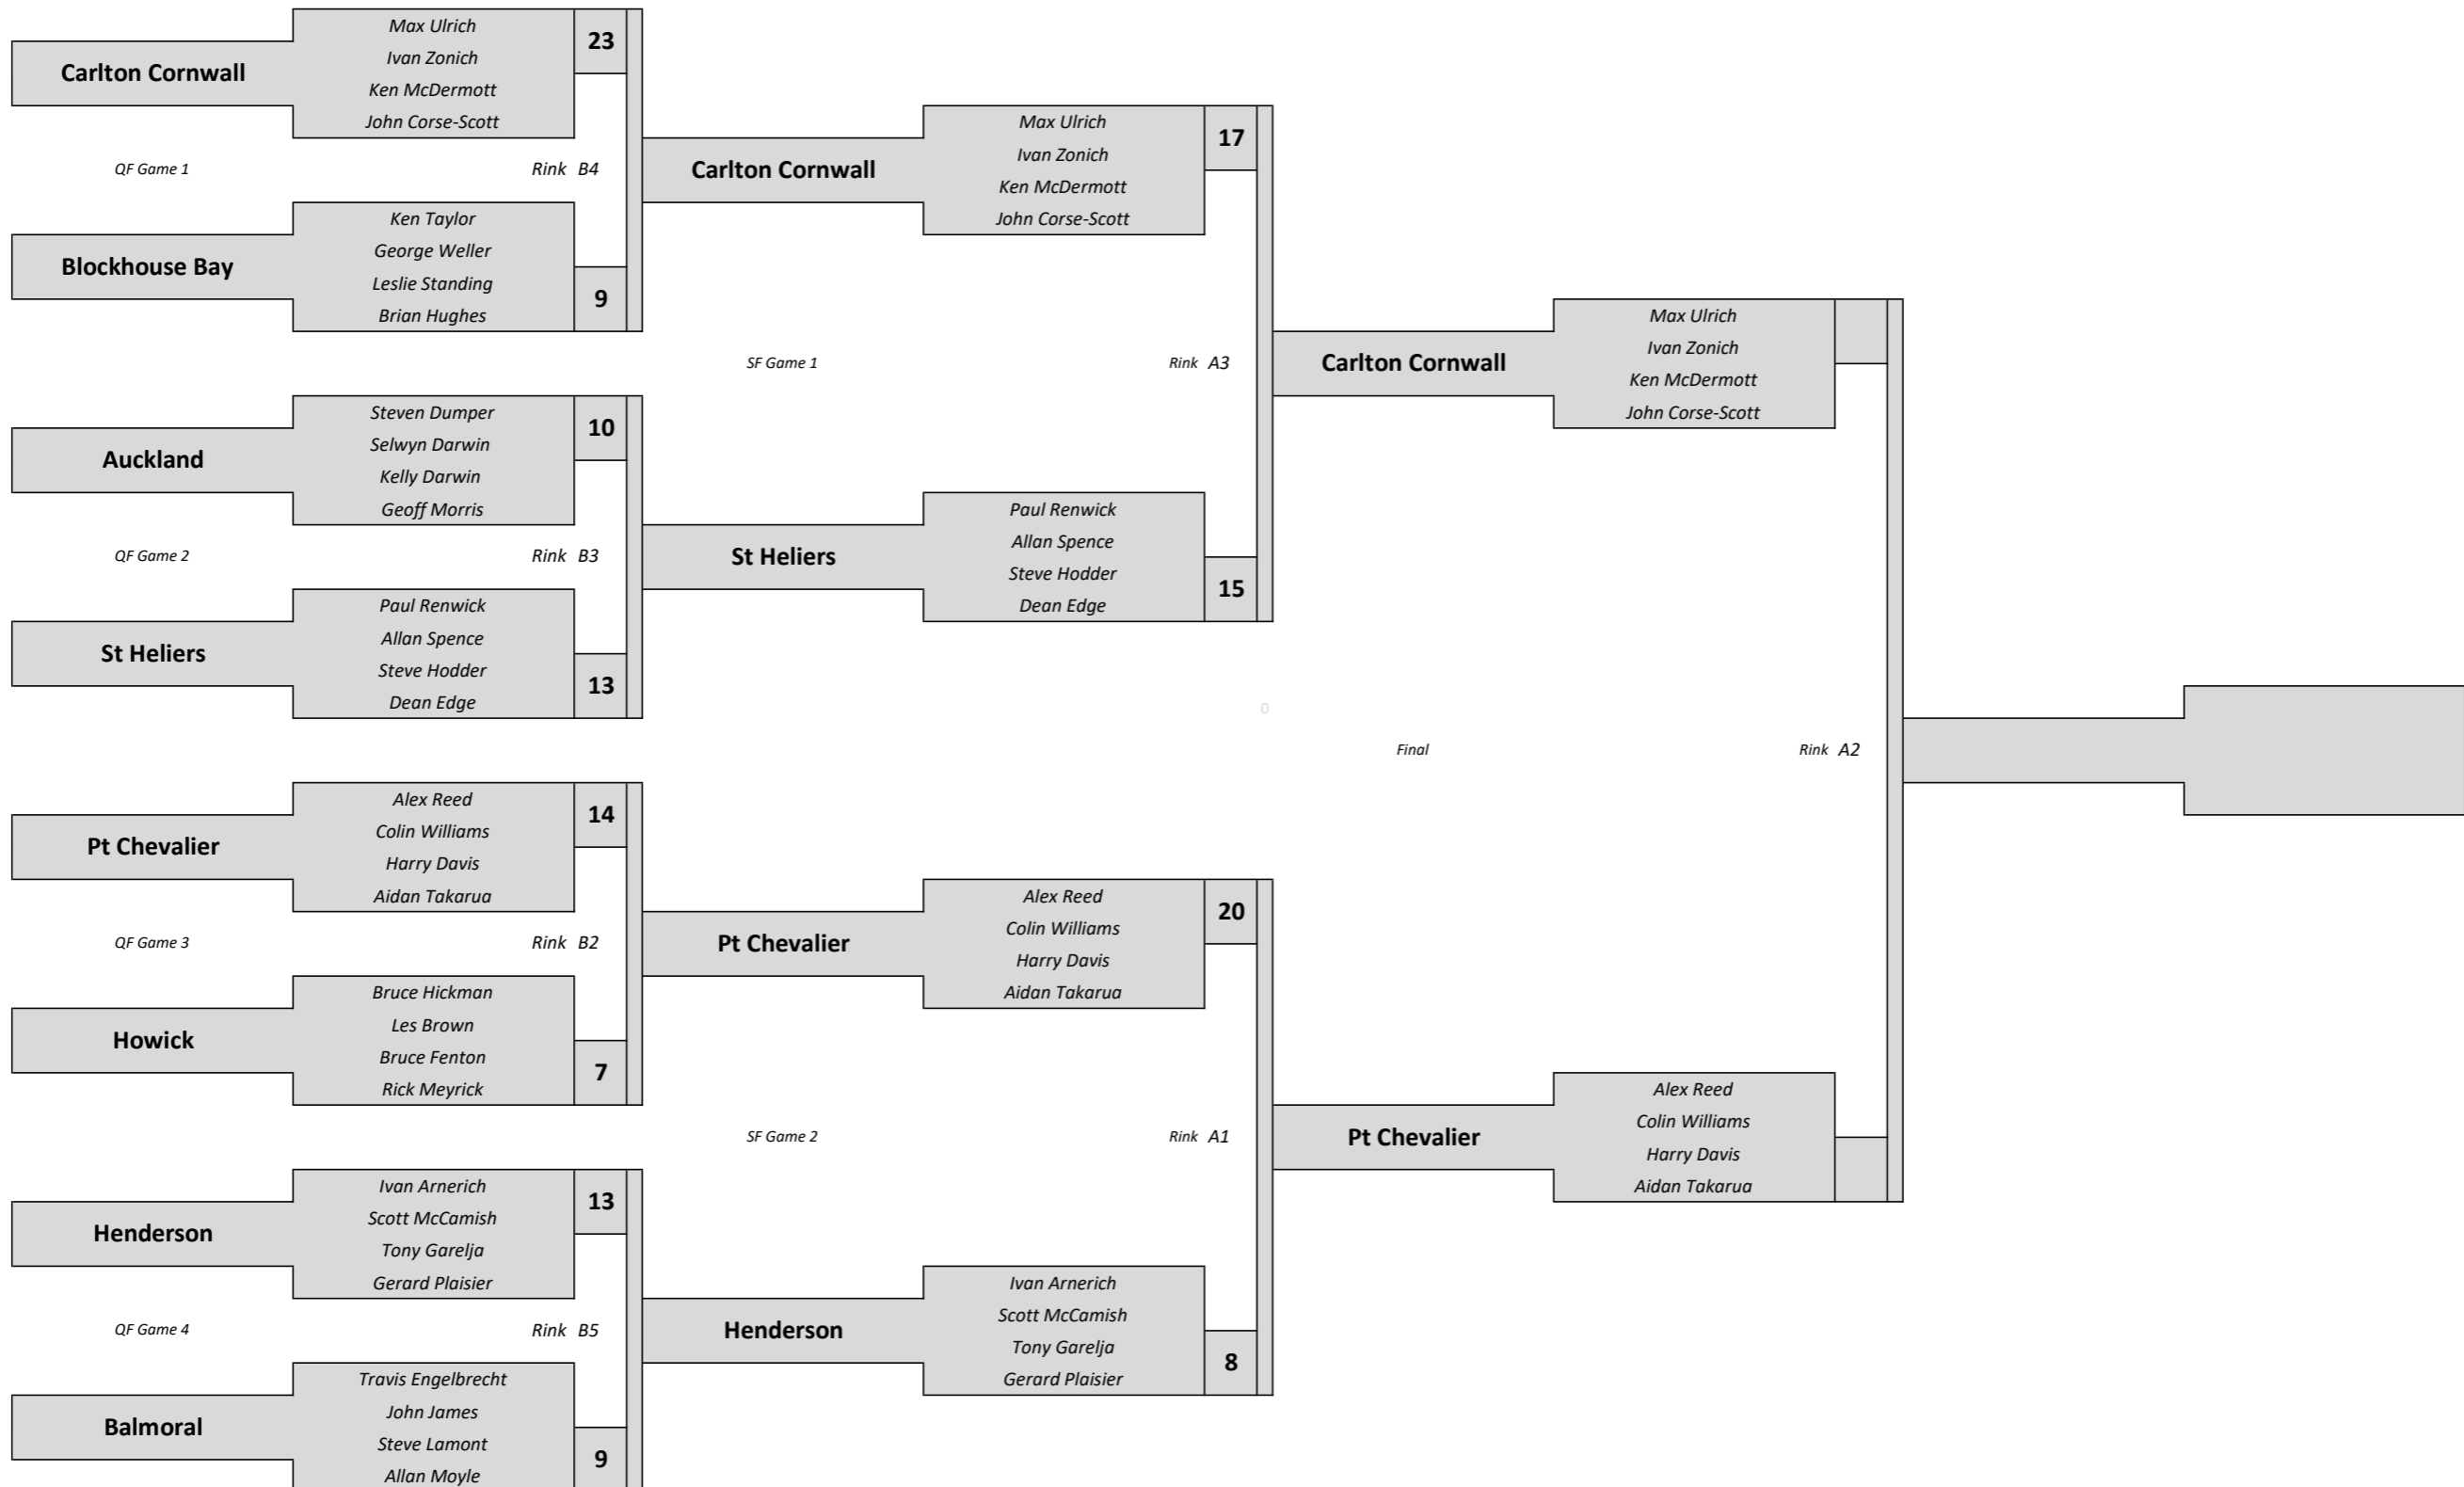 Max Ulrich
23
Carlton Cornwall
Ivan Zonich
Ken McDermott
John Corse-Scott
QF Game 1
Rink B4
Blockhouse Bay
Ken Taylor
George Weller
Leslie Standing
Brian Hughes
9
Auckland
Steven Dumper
Selwyn Darwin
Kelly Darwin
Geoff Morris
10
QF Game 2
Rink B3
St Heliers
Paul Renwick
Allan Spence
Steve Hodder
Dean Edge
13
Pt Chevalier
Alex Reed
Colin Williams
Harry Davis
Aidan Takarua
14
QF Game 3
Rink B2
Howick
Bruce Hickman
Les Brown
Bruce Fenton
Rick Meyrick
7
Henderson
Ivan Arnerich
Scott McCamish
Tony Garelja
Gerard Plaisier
13
QF Game 4
Rink B5
Balmoral
Travis Engelbrecht
John James
Steve Lamont
Allan Moyle
9
Carlton Cornwall
Max Ulrich
Ivan Zonich
Ken McDermott
John Corse-Scott
17
SF Game 1
Rink A3
St Heliers
Paul Renwick
Allan Spence
Steve Hodder
Dean Edge
15
Pt Chevalier
Alex Reed
Colin Williams
Harry Davis
Aidan Takarua
20
SF Game 2
Rink A1
Henderson
Ivan Arnerich
Scott McCamish
Tony Garelja
Gerard Plaisier
8
Carlton Cornwall
Max Ulrich
Ivan Zonich
Ken McDermott
John Corse-Scott
0
Final
Rink A2
Pt Chevalier
Alex Reed
Colin Williams
Harry Davis
Aidan Takarua